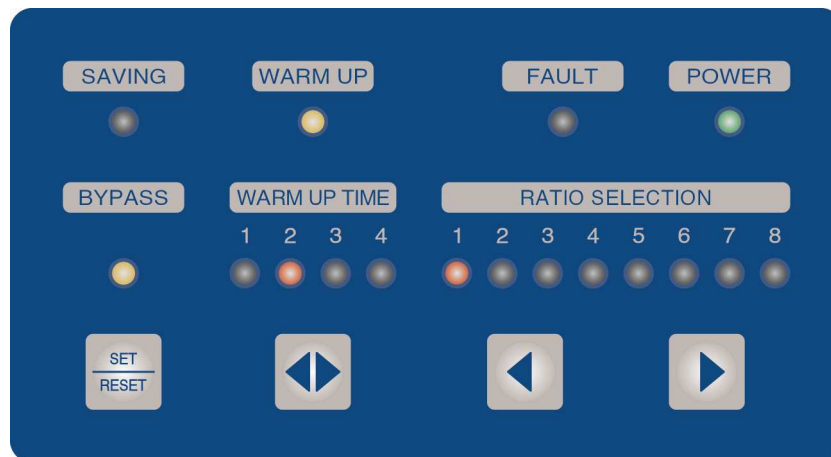 SAVING WARM UP FAULT POWER
BYPASS WARM UP TIME RATIO SELECTION
1 2 3 4 1 2 3 4 5 6 7 8
SET
RESET